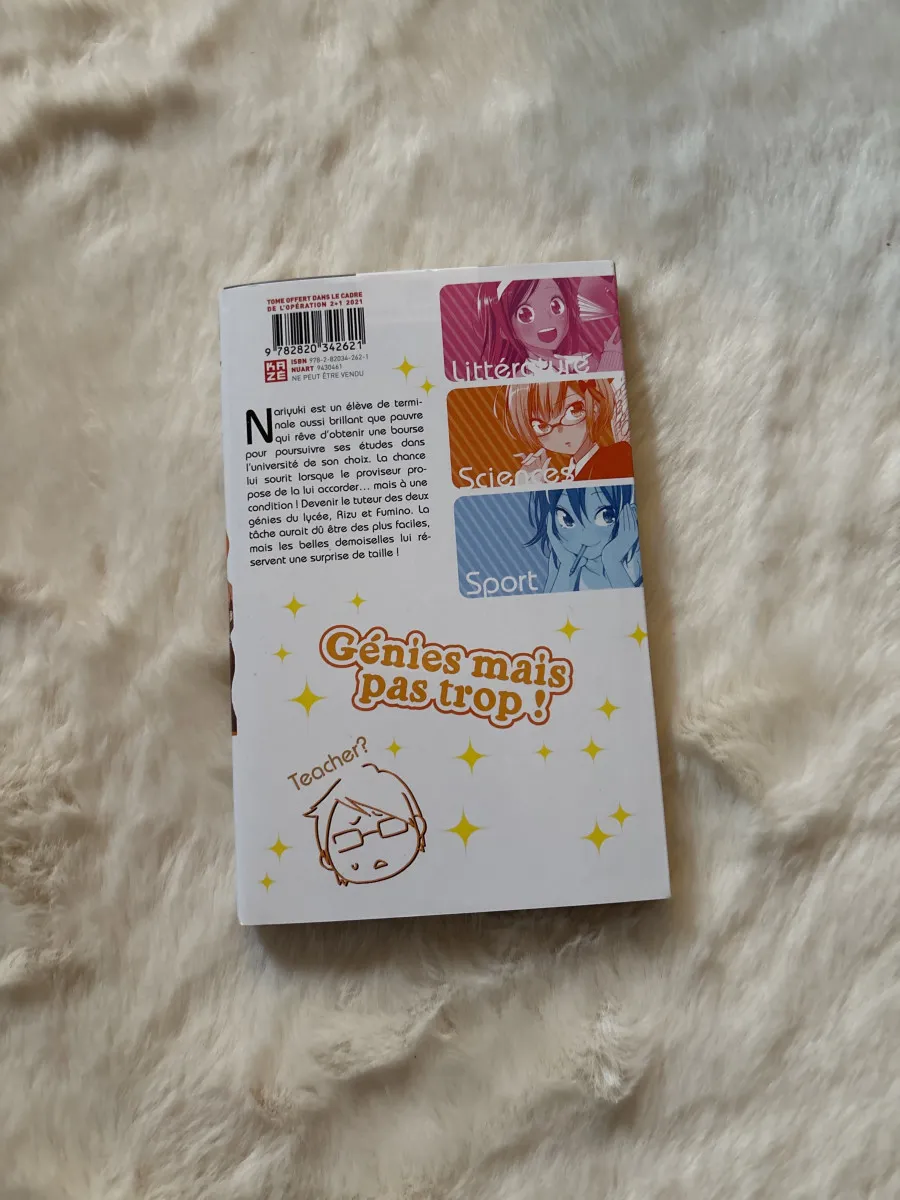 TOME OFFERT DANS LE CADRE
DE L'OPÉRATION 2+1 2021
9 782820 342621
KAZÉ
ISBN 978-2-82034-262-1
NUART 9430461
NE PEUT ÊTRE VENDU
Nariyuki est un élève de termi-
nale aussi brillant que pauvre
qui rêve d'obtenir une bourse
pour poursuivre ses études dans
l'université de son choix. La chance
lui sourit lorsque le proviseur pro-
pose de la lui accorder... mais à une
condition ! Devenir le tuteur des deux
génies du lycée, Rizu et Fumino. La
tâche aurait dû être des plus faciles,
mais les belles demoiselles lui ré-
servent une surprise de taille !
Littérature
Sciences
Sport
Génies mais
pas trop !
Teacher?